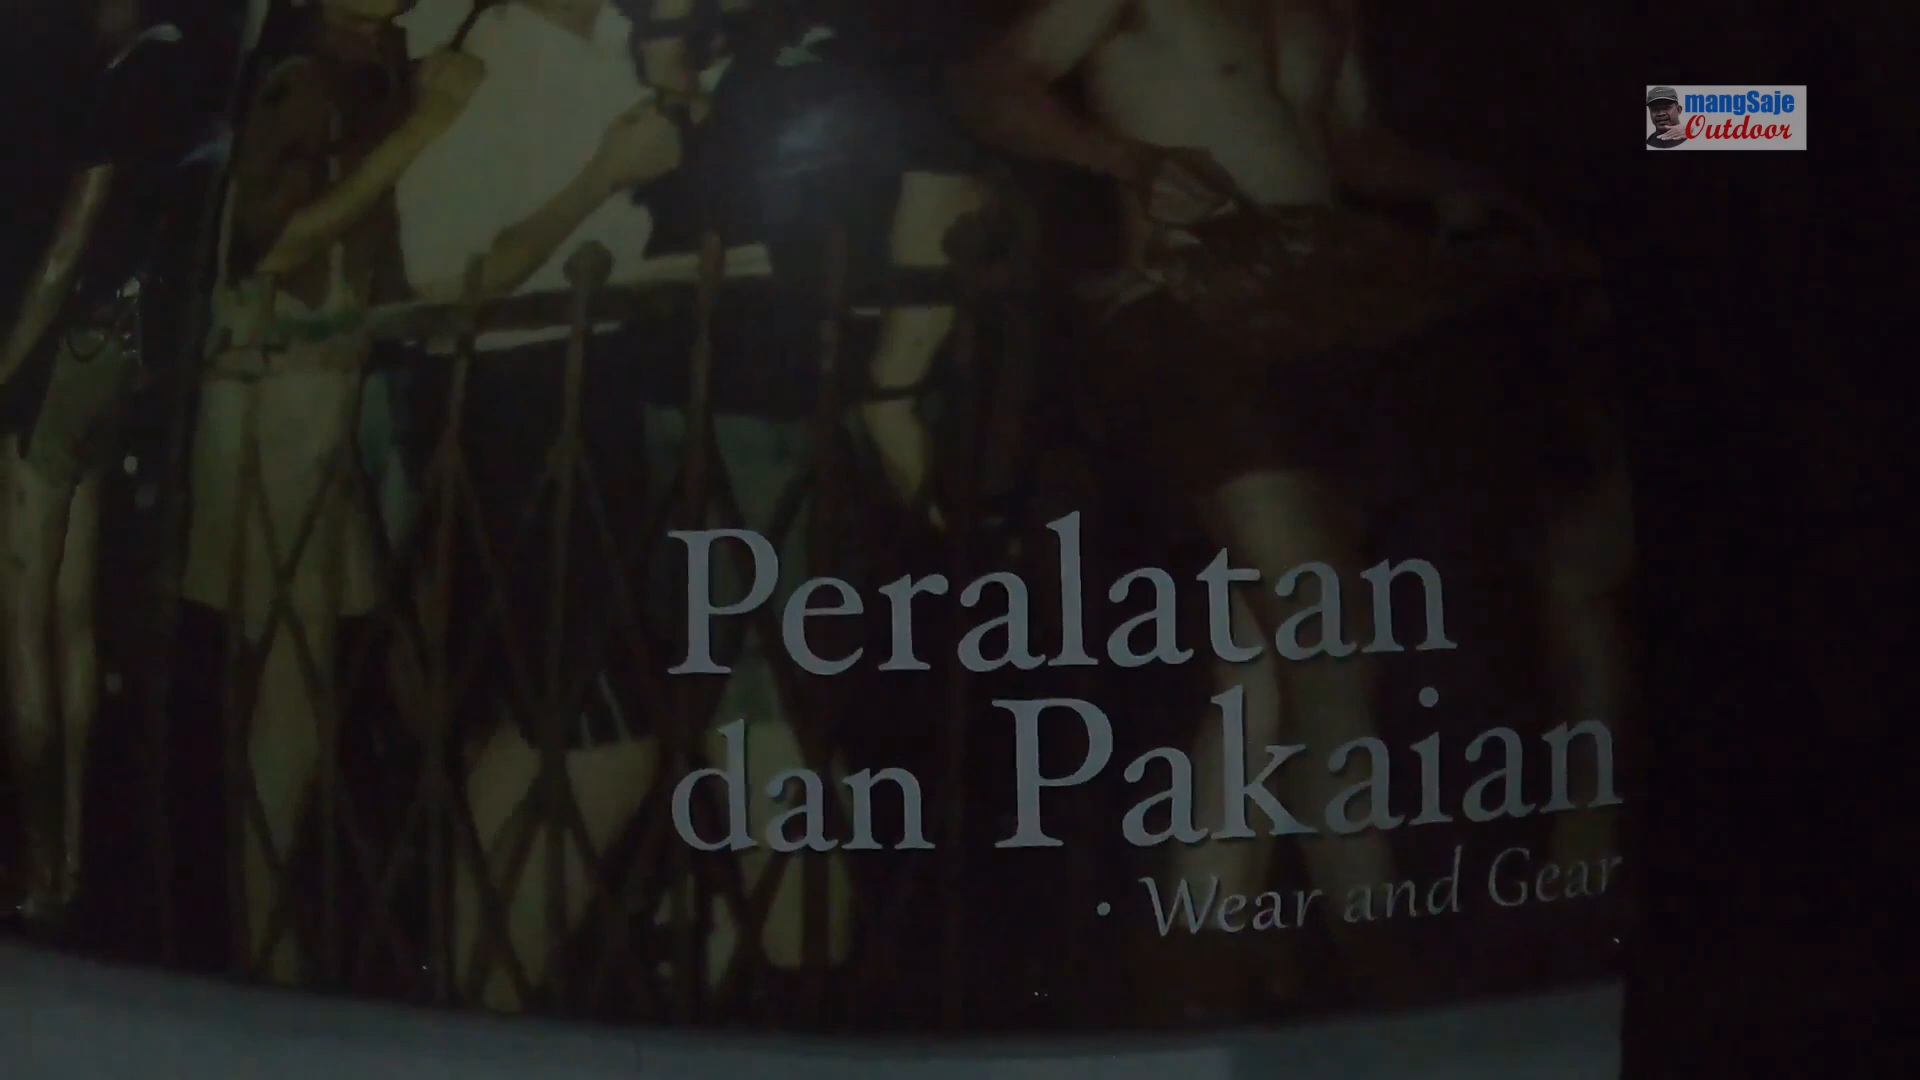 mangSaje
Outdoor
Peralatan
dan Pakaian
• Wear and Gear